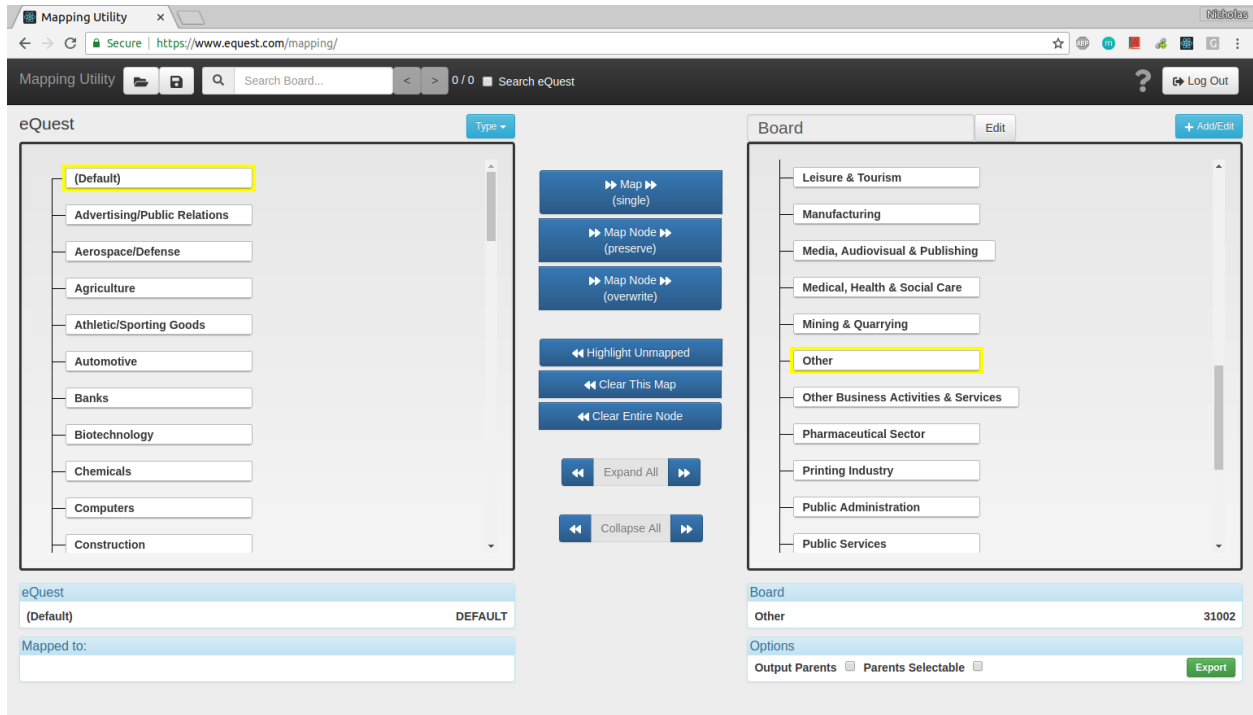 Mapping Utility
Nicholas
Secure | https://www.equest.com/mapping/
ABP
m
G
Mapping Utility
Search Board...
<
>
0 / 0
Search eQuest
?
Log Out
eQuest
Type
Board
Edit
+ Add/Edit
(Default)
Advertising/Public Relations
Aerospace/Defense
Agriculture
Athletic/Sporting Goods
Automotive
Banks
Biotechnology
Chemicals
Computers
Construction
Map
(single)
Map Node
(preserve)
Map Node
(overwrite)
Highlight Unmapped
Clear This Map
Clear Entire Node
Expand All
Collapse All
Leisure & Tourism
Manufacturing
Media, Audiovisual & Publishing
Medical, Health & Social Care
Mining & Quarrying
Other
Other Business Activities & Services
Pharmaceutical Sector
Printing Industry
Public Administration
Public Services
eQuest
(Default) DEFAULT
Mapped to:
Board
Other 31002
Options
Output Parents Parents Selectable Export